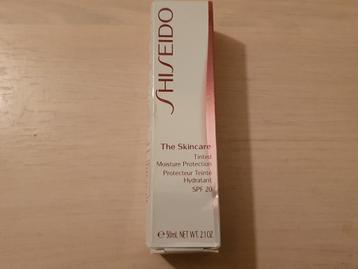 SHISEIDO
The Skincare
Tinted
Moisture Protection
Protecteur Teinté
Hydratant
SPF 20
℮ 50mL NET WT. 2.1 OZ.